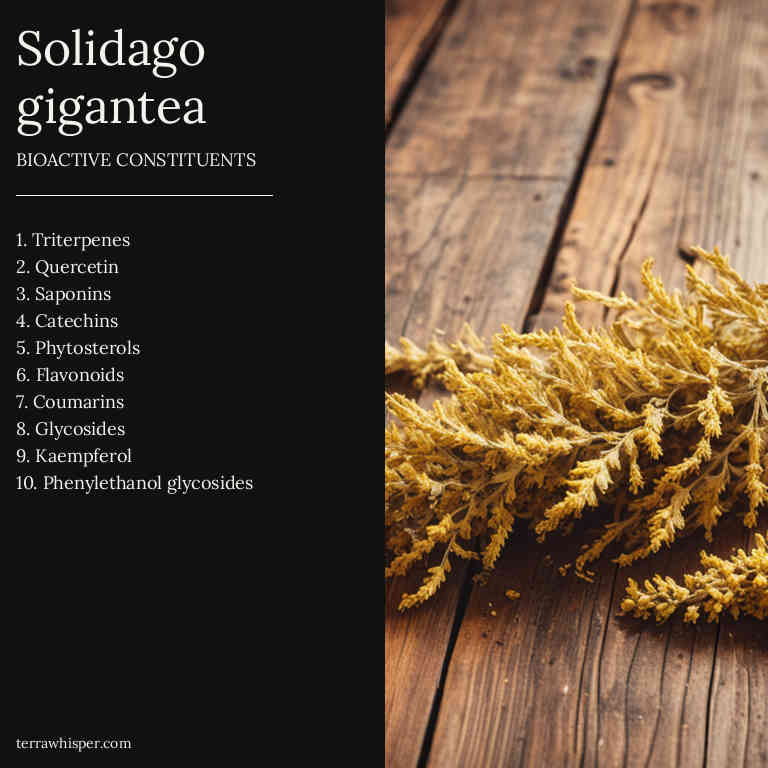 Solidago
gigantea
BIOACTIVE CONSTITUENTS
1. Triterpenes
2. Quercetin
3. Saponins
4. Catechins
5. Phytosterols
6. Flavonoids
7. Coumarins
8. Glycosides
9. Kaempferol
10. Phenylethanol glycosides
terrawhisper.com